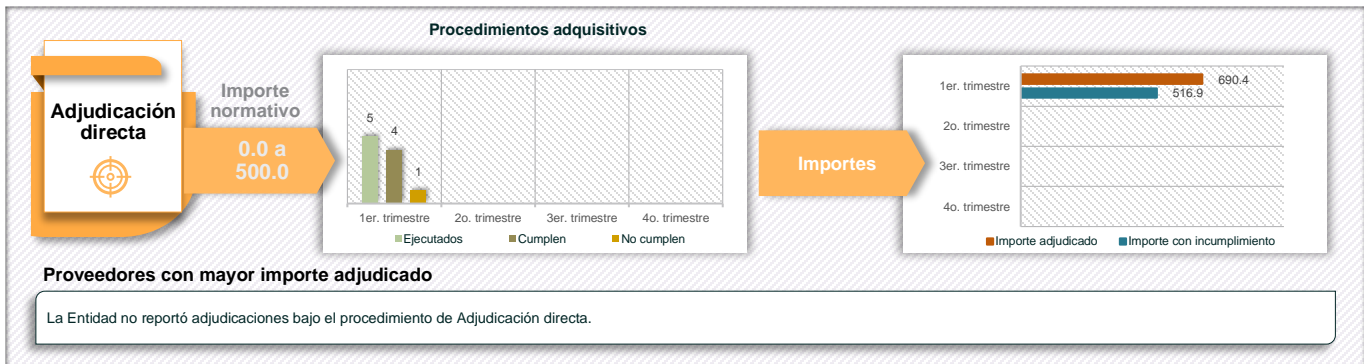 Procedimientos adquisitivos
Adjudicación
directa
Importe
normativo
0.0 a
500.0
5
4
1
1er. trimestre
2o. trimestre
3er. trimestre
4o. trimestre
Ejecutados
Cumplen
No cumplen
Importes
1er. trimestre
690.4
516.9
2o. trimestre
3er. trimestre
4o. trimestre
Importe adjudicado
Importe con incumplimiento
Proveedores con mayor importe adjudicado
La Entidad no reportó adjudicaciones bajo el procedimiento de Adjudicación directa.